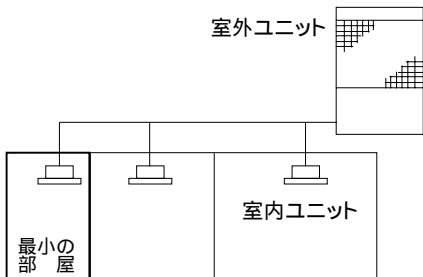 室外ユニット
室内ユニット
最小の
部　屋